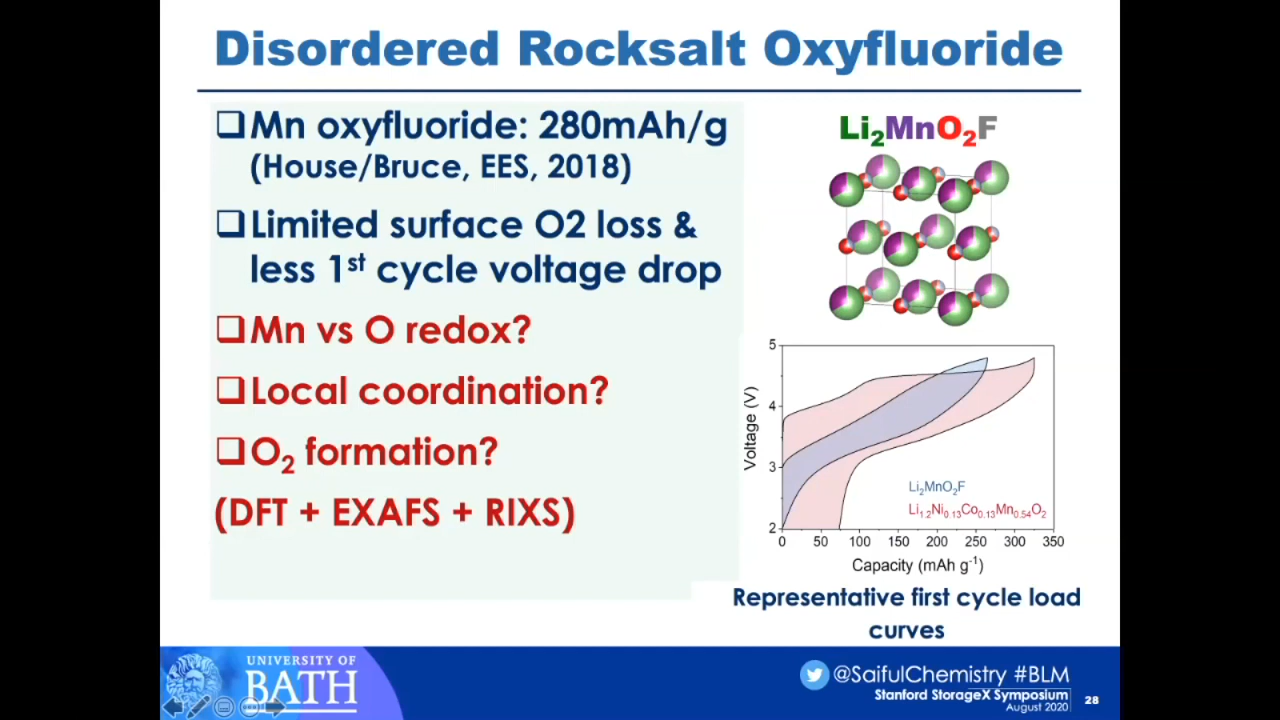 Disordered Rocksalt Oxyfluoride
❑Mn oxyfluoride: 280mAh/g
(House/Bruce, EES, 2018)
❑Limited surface O2 loss &
less 1st cycle voltage drop
❑Mn vs O redox?
❑Local coordination?
❑O₂ formation?
(DFT + EXAFS + RIXS)
Li₂MnO₂F
5
4
3
2
Voltage (V)
Li₂MnO₂F
Li₁.₂Ni₀.₁₃Co₀.₁₃Mn₀.₅₄O₂
0 50 100 150 200 250 300 350
Capacity (mAh g⁻¹)
Representative first cycle load
curves
UNIVERSITY OF
BATH
@SaifulChemistry #BLM
Stanford StorageX Symposium
August 2020
28